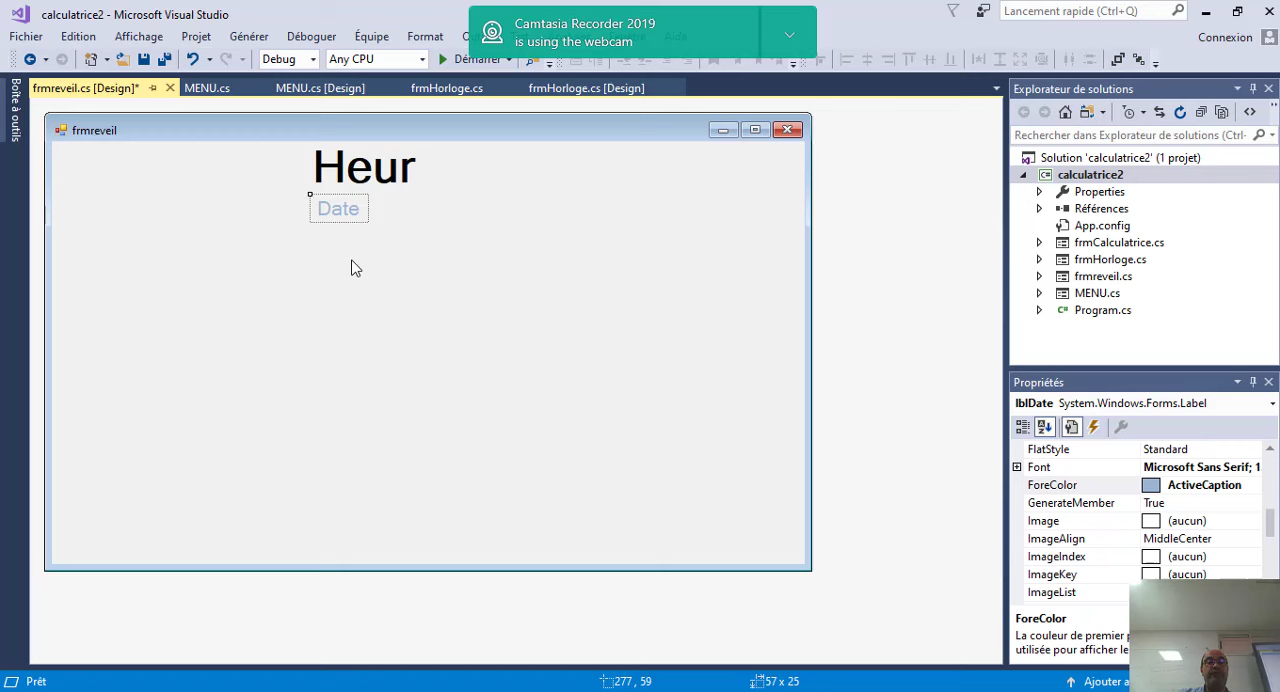 calculatrice2 - Microsoft Visual Studio
Camtasia Recorder 2019
is using the webcam
Lancement rapide (Ctrl+Q)
Fichier Edition Affichage Projet Générer Déboguer Équipe Format Aide
Connexion
Debug Any CPU Démarrer
frmreveil.cs [Design]* MENU.cs MENU.cs [Design] frmHorloge.cs frmHorloge.cs [Design]
Boîte à outils
frmreveil
Heur
Date
Explorateur de solutions
Rechercher dans Explorateur de solutions (Ctrl+
Solution 'calculatrice2' (1 projet)
calculatrice2
Properties
Références
App.config
frmCalculatrice.cs
frmHorloge.cs
frmreveil.cs
MENU.cs
Program.cs
Propriétés
lblDate System.Windows.Forms.Label
FlatStyle Standard
Font Microsoft Sans Serif; 1
ForeColor ActiveCaption
GenerateMember True
Image (aucun)
ImageAlign MiddleCenter
ImageIndex (aucun)
ImageKey (aucun)
ImageList
ForeColor
La couleur de premier
utilisée pour afficher le
Prêt
277, 59
57 x 25
Ajouter a